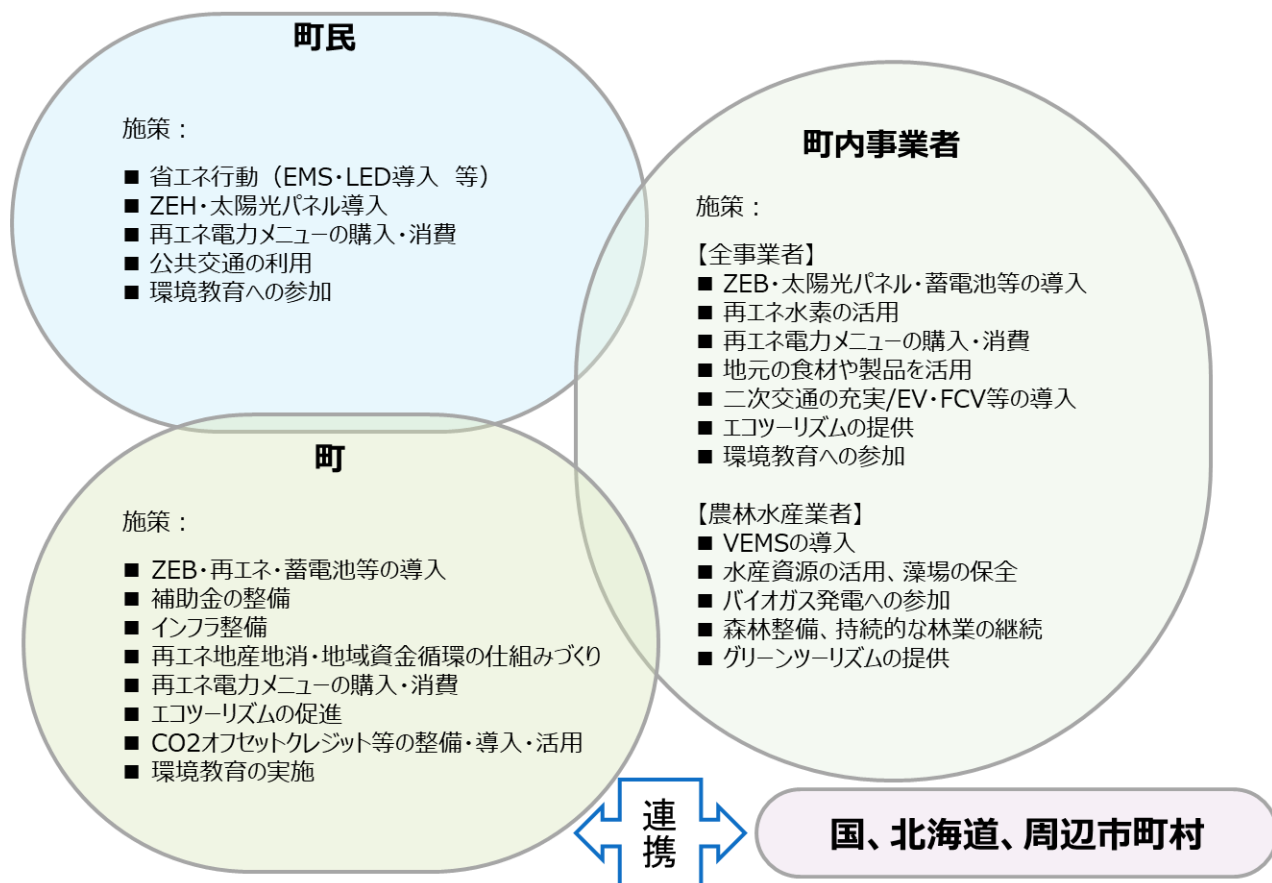 町民
施策：
■ 省エネ行動（EMS・LED導入 等）
■ ZEH・太陽光パネル導入
■ 再エネ電力メニューの購入・消費
■ 公共交通の利用
■ 環境教育への参加
町
施策：
■ ZEB・再エネ・蓄電池等の導入
■ 補助金の整備
■ インフラ整備
■ 再エネ地産地消・地域資金循環の仕組みづくり
■ 再エネ電力メニューの購入・消費
■ エコツーリズムの促進
■ CO2オフセットクレジット等の整備・導入・活用
■ 環境教育の実施
町内事業者
施策：
【全事業者】
■ ZEB・太陽光パネル・蓄電池等の導入
■ 再エネ水素の活用
■ 再エネ電力メニューの購入・消費
■ 地元の食材や製品を活用
■ 二次交通の充実/EV・FCV等の導入
■ エコツーリズムの提供
■ 環境教育への参加
【農林水産業者】
■ VEMSの導入
■ 水産資源の活用、藻場の保全
■ バイオガス発電への参加
■ 森林整備、持続的な林業の継続
■ グリーンツーリズムの提供
連携
国、北海道、周辺市町村